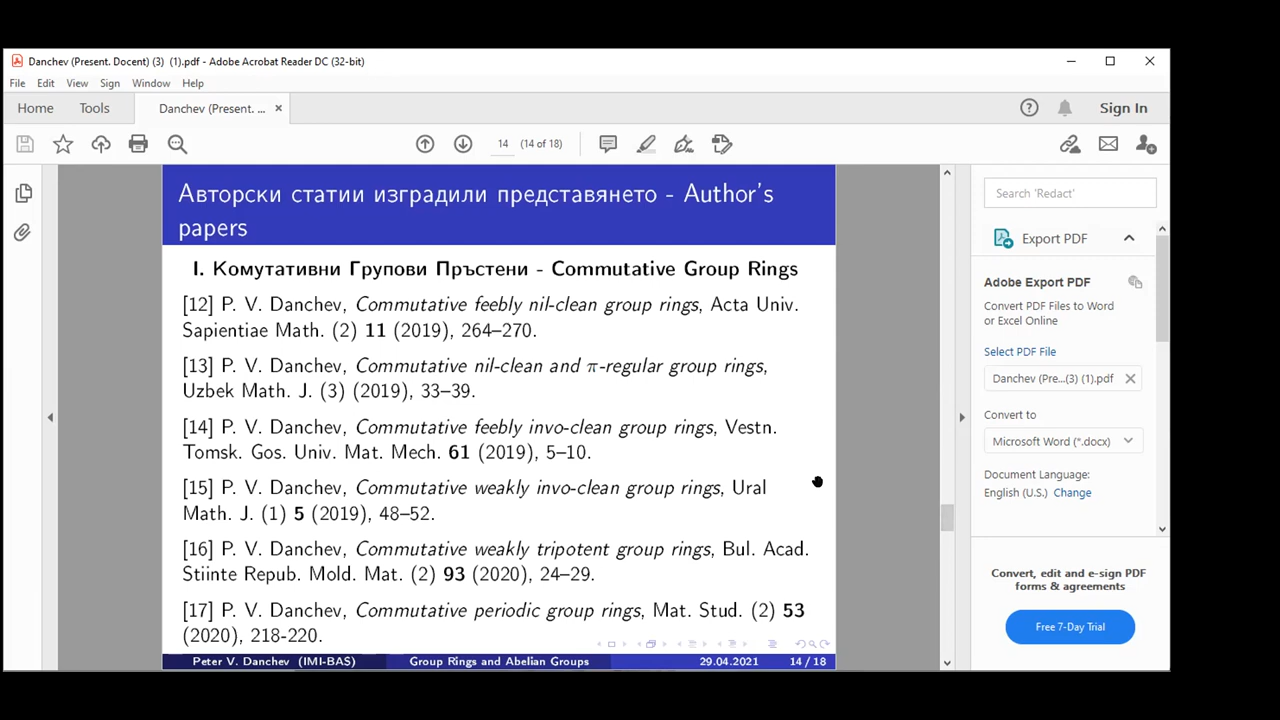 Danchev (Present. Docent) (3) (1).pdf - Adobe Acrobat Reader DC (32-bit)
File Edit View Sign Window Help
Home Tools Danchev (Present. ... × Sign In
14 (14 of 18)
Авторски статии изградили представянето - Author's
papers
I. Комутативни Групови Пръстени - Commutative Group Rings
[12] P. V. Danchev, Commutative feebly nil-clean group rings, Acta Univ.
Sapientiae Math. (2) 11 (2019), 264–270.
[13] P. V. Danchev, Commutative nil-clean and π-regular group rings,
Uzbek Math. J. (3) (2019), 33–39.
[14] P. V. Danchev, Commutative feebly invo-clean group rings, Vestn.
Tomsk. Gos. Univ. Mat. Mech. 61 (2019), 5–10.
[15] P. V. Danchev, Commutative weakly invo-clean group rings, Ural
Math. J. (1) 5 (2019), 48–52.
[16] P. V. Danchev, Commutative weakly tripotent group rings, Bul. Acad.
Stiinte Repub. Mold. Mat. (2) 93 (2020), 24–29.
[17] P. V. Danchev, Commutative periodic group rings, Mat. Stud. (2) 53
(2020), 218-220.
Peter V. Danchev (IMI-BAS) Group Rings and Abelian Groups 29.04.2021 14 / 18
Search 'Redact'
Export PDF
Adobe Export PDF
Convert PDF Files to Word
or Excel Online
Select PDF File
Danchev (Pre...(3) (1).pdf
Convert to
Microsoft Word (*.docx)
Document Language:
English (U.S.) Change
Convert, edit and e-sign PDF
forms & agreements
Free 7-Day Trial